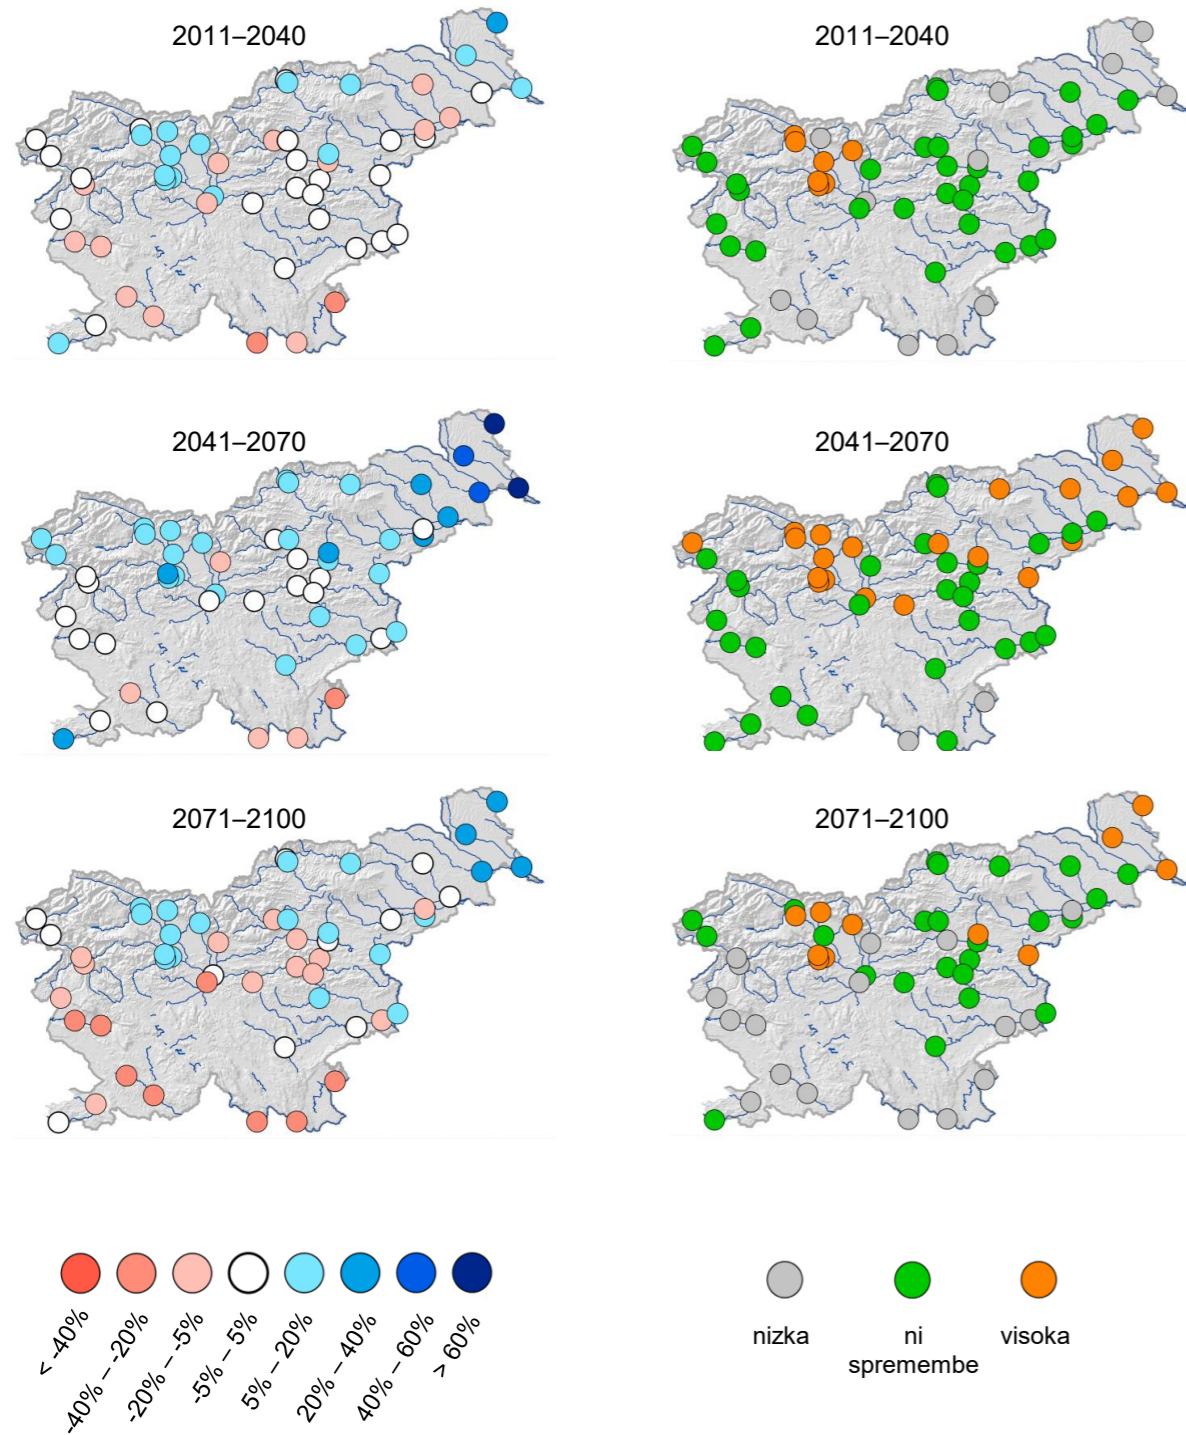 2011–2040
2011–2040
2041–2070
2041–2070
2071–2100
2071–2100
< -40%
-40% – -20%
-20% – -5%
-5% – 5%
5% – 20%
20% – 40%
40% – 60%
> 60%
nizka
ni
spremembe
visoka